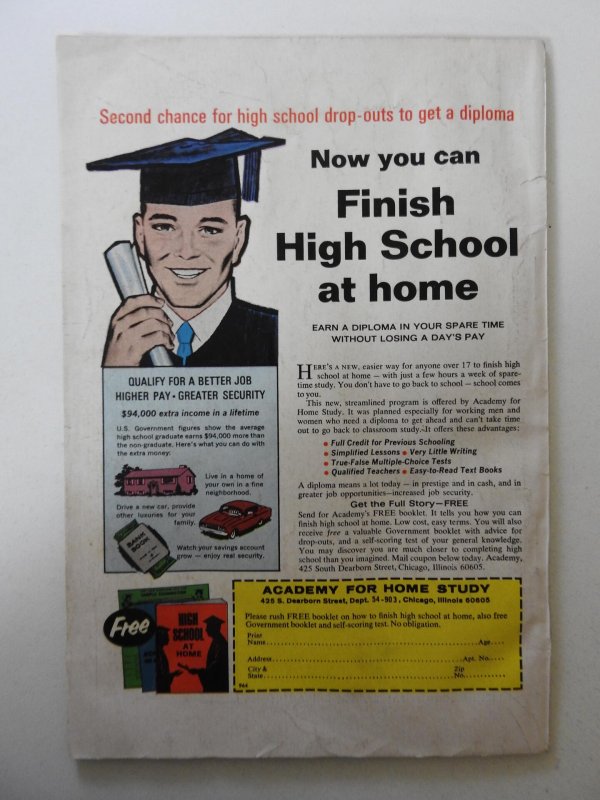 Second chance for high school drop-outs to get a diploma
Now you can
Finish
High School
at home
EARN A DIPLOMA IN YOUR SPARE TIME
WITHOUT LOSING A DAY'S PAY
QUALIFY FOR A BETTER JOB
HIGHER PAY · GREATER SECURITY
$94,000 extra income in a lifetime
U.S. Government figures show the average
high school graduate earns $94,000 more than
the non-graduate. Here's what you can do with
the extra money:
Live in a home of
your own in a fine
neighborhood.
Drive a new car, provide
other luxuries for your
family.
BANK
BOOK
Watch your savings account
grow — enjoy real security.
HERE'S A NEW, easier way for anyone over 17 to finish high
school at home — with just a few hours a week of spare-
time study. You don't have to go back to school — school comes
to you.
This new, streamlined program is offered by Academy for
Home Study. It was planned especially for working men and
women who need a diploma to get ahead and can't take time
out to go back to classroom study. It offers these advantages:
• Full Credit for Previous Schooling
• Simplified Lessons • Very Little Writing
• True-False Multiple-Choice Tests
• Qualified Teachers • Easy-to-Read Text Books
A diploma means a lot today — in prestige and in cash, and in
greater job opportunities—increased job security.
Get the Full Story—FREE
Send for Academy's FREE booklet. It tells you how you can
finish high school at home. Low cost, easy terms. You will also
receive free a valuable Government booklet with advice for
drop-outs, and a self-scoring test of your general knowledge.
You may discover you are much closer to completing high
school than you imagined. Mail coupon below today. Academy,
425 South Dearborn Street, Chicago, Illinois 60605.
Free
HIGH
SCHOOL
AT
HOME
ACADEMY FOR HOME STUDY
425 S. Dearborn Street, Dept. 54-903, Chicago, Illinois 60605
Please rush FREE booklet on how to finish high school at home, also free
Government booklet and self-scoring test. No obligation.
Print
Name Age
Address Apt. No.
City & Zip
State No.